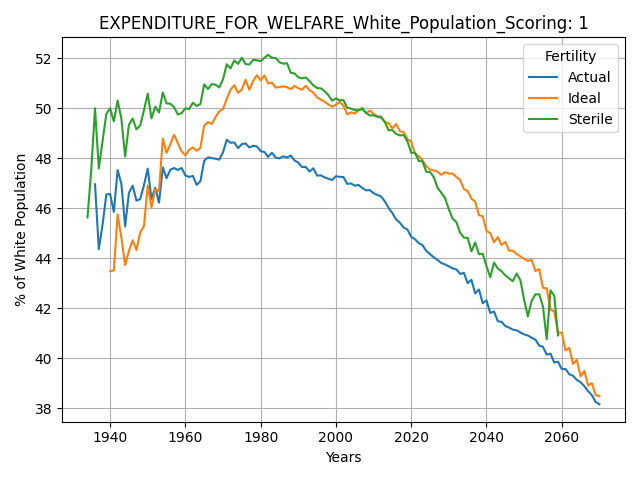 EXPENDITURE_FOR_WELFARE_White_Population_Scoring: 1
Fertility
Actual
Ideal
Sterile
% of White Population
52
50
48
46
44
42
40
38
1940 1960 1980 2000 2020 2040 2060
Years